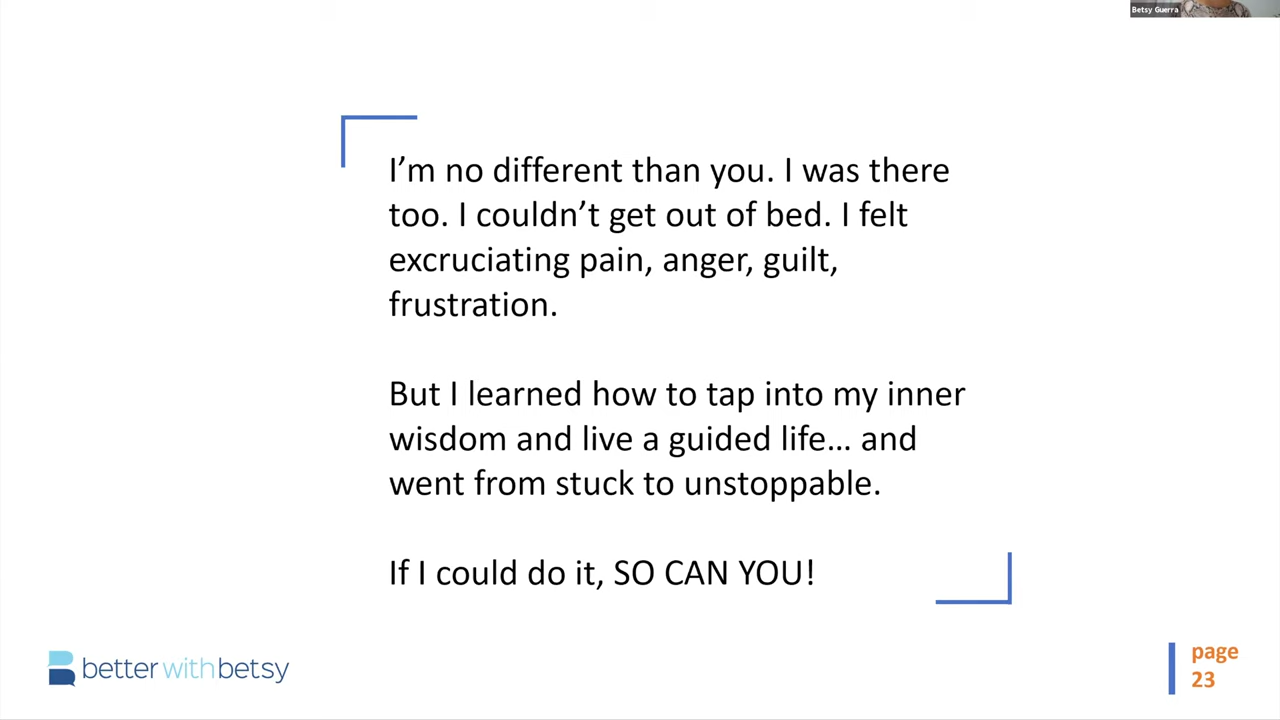 Betsy Guerra
I’m no different than you. I was there
too. I couldn’t get out of bed. I felt
excruciating pain, anger, guilt,
frustration.
But I learned how to tap into my inner
wisdom and live a guided life… and
went from stuck to unstoppable.
If I could do it, SO CAN YOU!
better with betsy
page
23